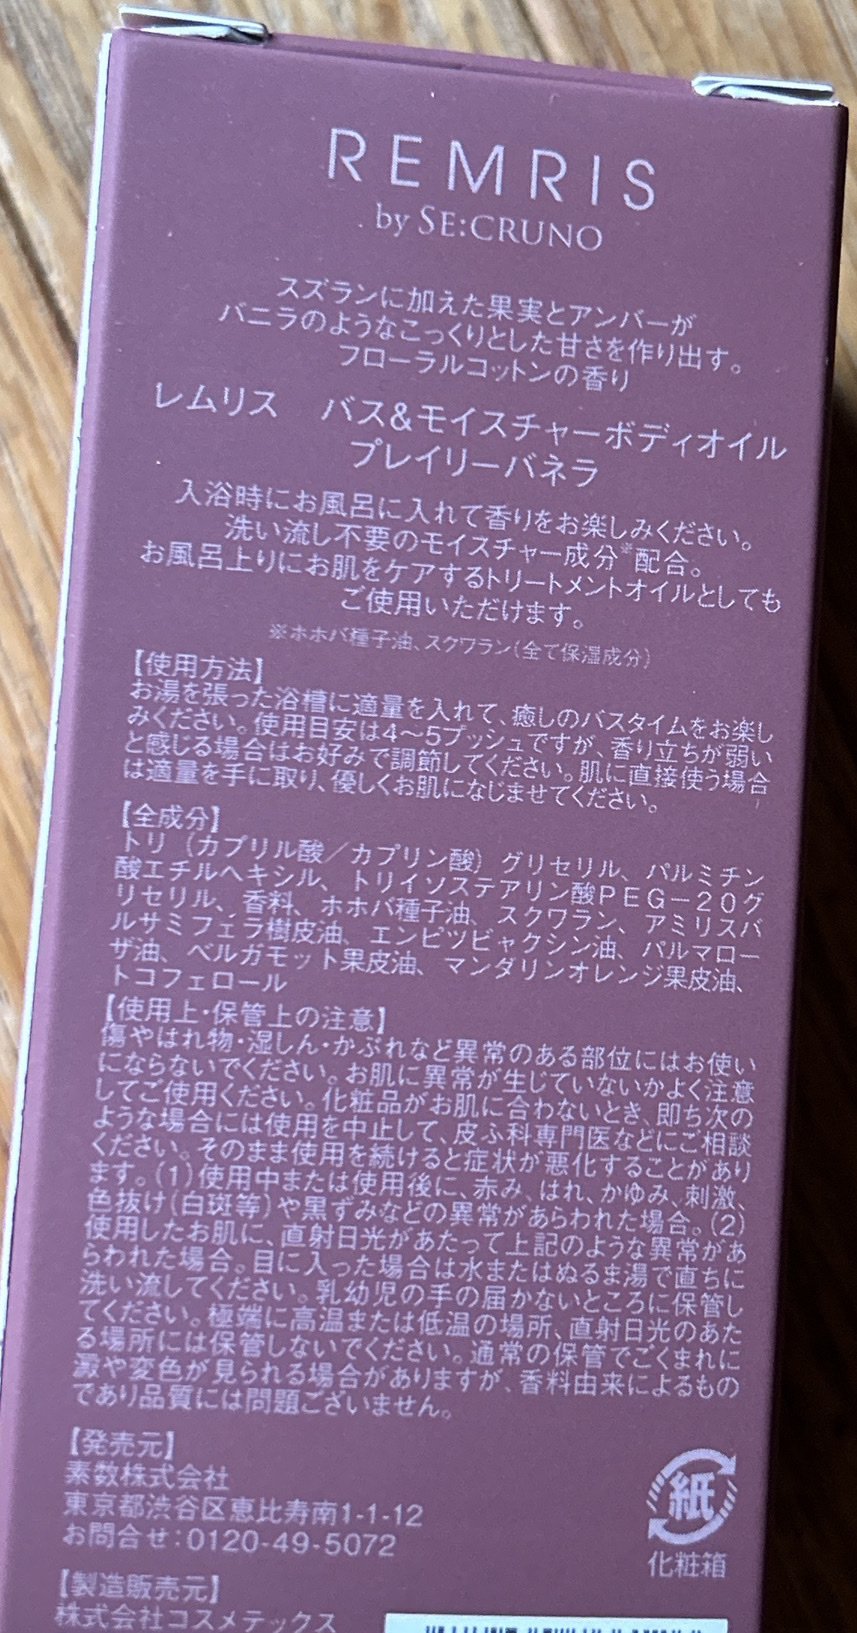 REMRIS
by SE:CRUNO
スズランに加えた果実とアンバーが
バニラのようなこっくりとした甘さを作り出す。
フローラルコットンの香り
レムリス バス&モイスチャーボディオイル
プレイリーバネラ
入浴時にお風呂に入れて香りをお楽しみください。
洗い流し不要のモイスチャー成分※配合。
お風呂上りにお肌をケアするトリートメントオイルとしても
ご使用いただけます。
※ホホバ種子油、スクワラン(全て保湿成分)
【使用方法】
お湯を張った浴槽に適量を入れて、癒しのバスタイムをお楽し
みください。使用目安は4〜5プッシュですが、香り立ちが弱い
と感じる場合はお好みで調節してください。肌に直接使う場合
は適量を手に取り、優しくお肌になじませてください。
【全成分】
トリ（カプリル酸／カプリン酸）グリセリル、パルミチン
酸エチルヘキシル、トリイソステアリン酸PEG－20グ
リセリル、香料、ホホバ種子油、スクワラン、アミリスバ
ルサミフェラ樹皮油、エンピツビャクシン油、パルマロー
ザ油、ベルガモット果皮油、マンダリンオレンジ果皮油、
トコフェロール
【使用上・保管上の注意】
傷やはれ物・湿しん・かぶれなど異常のある部位にはお使い
にならないでください。お肌に異常が生じていないかよく注意
してご使用ください。化粧品がお肌に合わないとき、即ち次の
ような場合には使用を中止して、皮ふ科専門医などにご相談
ください。そのまま使用を続けると症状が悪化することがあり
ます。(1)使用中または使用後に、赤み、はれ、かゆみ、刺激、
色抜け(白斑等)や黒ずみなどの異常があらわれた場合。(2)
使用したお肌に、直射日光があたって上記のような異常があ
らわれた場合。目に入った場合は水またはぬるま湯で直ちに
洗い流してください。乳幼児の手の届かないところに保管し
てください。極端に高温または低温の場所、直射日光のあた
る場所には保管しないでください。通常の保管でごくまれに
澱や変色が見られる場合がありますが、香料由来によるもの
であり品質には問題ございません。
【発売元】
素数株式会社
東京都渋谷区恵比寿南1-1-12
お問合せ:0120-49-5072
紙
化粧箱
【製造販売元】
株式会社コスメテックス